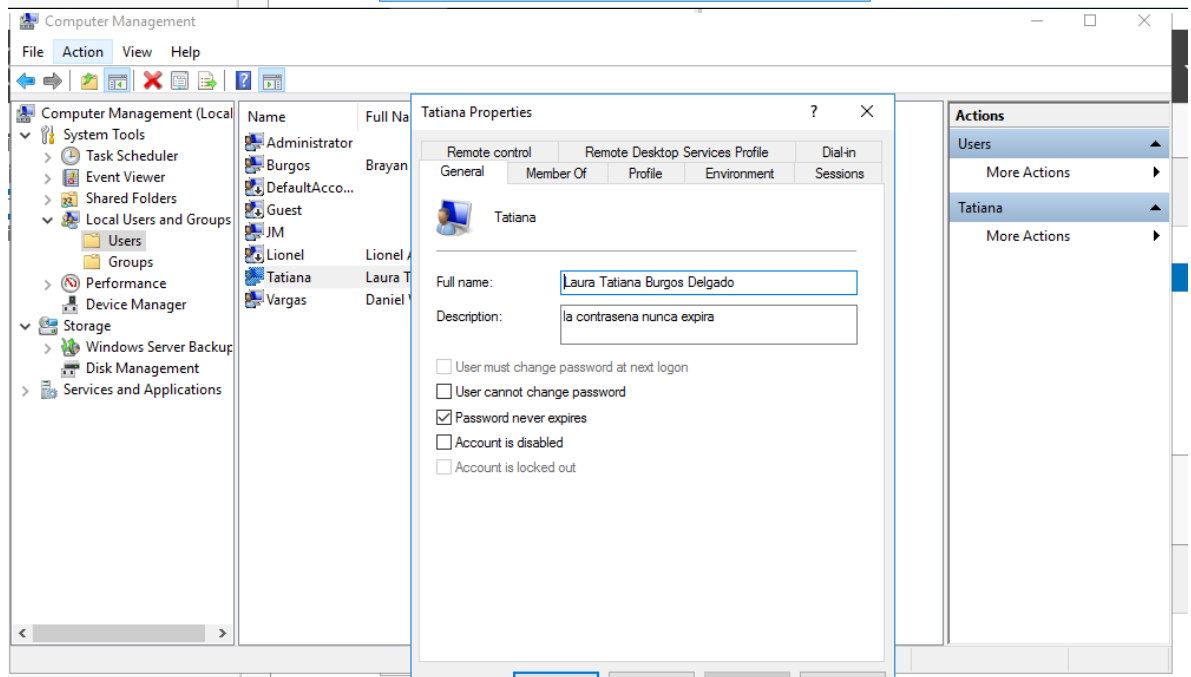 Computer Management
File Action View Help
Computer Management (Local
System Tools
Task Scheduler
Event Viewer
Shared Folders
Local Users and Groups
Users
Groups
Performance
Device Manager
Storage
Windows Server Backup
Disk Management
Services and Applications
Name Full Na
Administrator
Burgos Brayan
DefaultAcco...
Guest
JM
Lionel Lionel
Tatiana Laura T
Vargas Daniel
Tatiana Properties ?
Remote control Remote Desktop Services Profile Dial-in
General Member Of Profile Environment Sessions
Tatiana
Full name: Laura Tatiana Burgos Delgado
Description: la contrasena nunca expira
User must change password at next logon
User cannot change password
Password never expires
Account is disabled
Account is locked out
Actions
Users
More Actions
Tatiana
More Actions